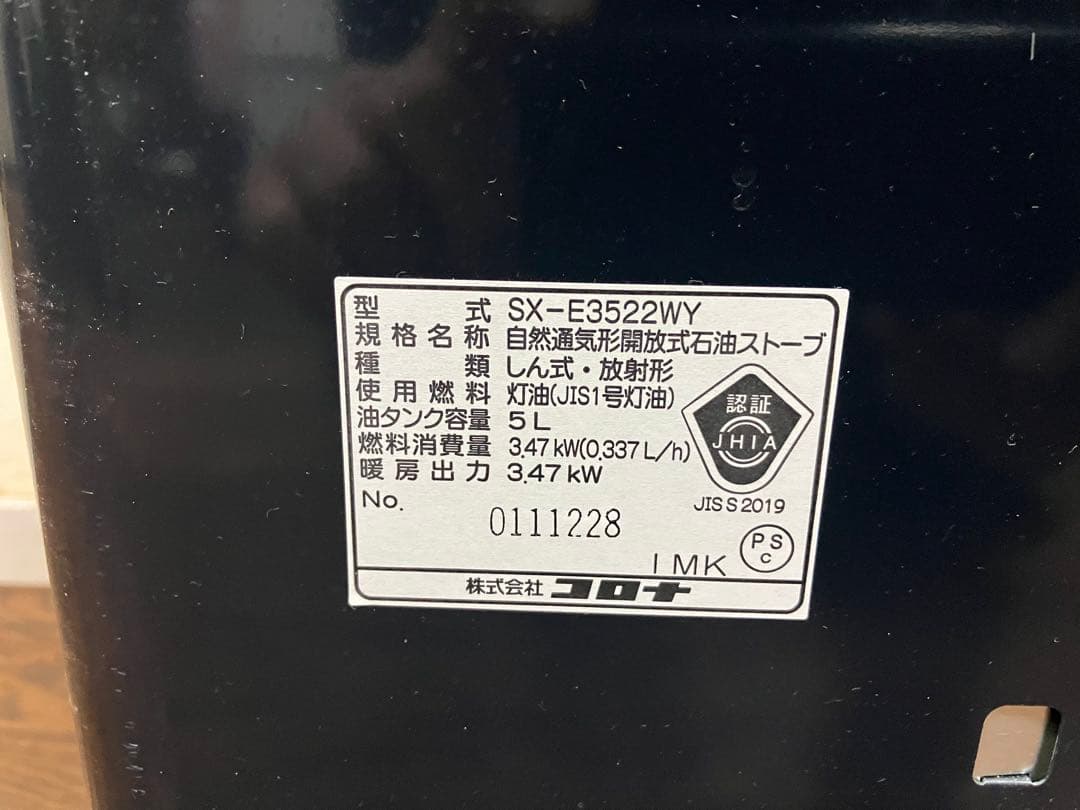 型式 SX-E3522WY
規格名称 自然通気形開放式石油ストーブ
種類 しん式・放射形
使用燃料 灯油(JIS1号灯油)
油タンク容量 5L
燃料消費量 3.47kW(0.337L/h)
暖房出力 3.47kW
認証
JHIA
JIS S 2019
No. 0111228
IMK
PSC
株式会社コロナ